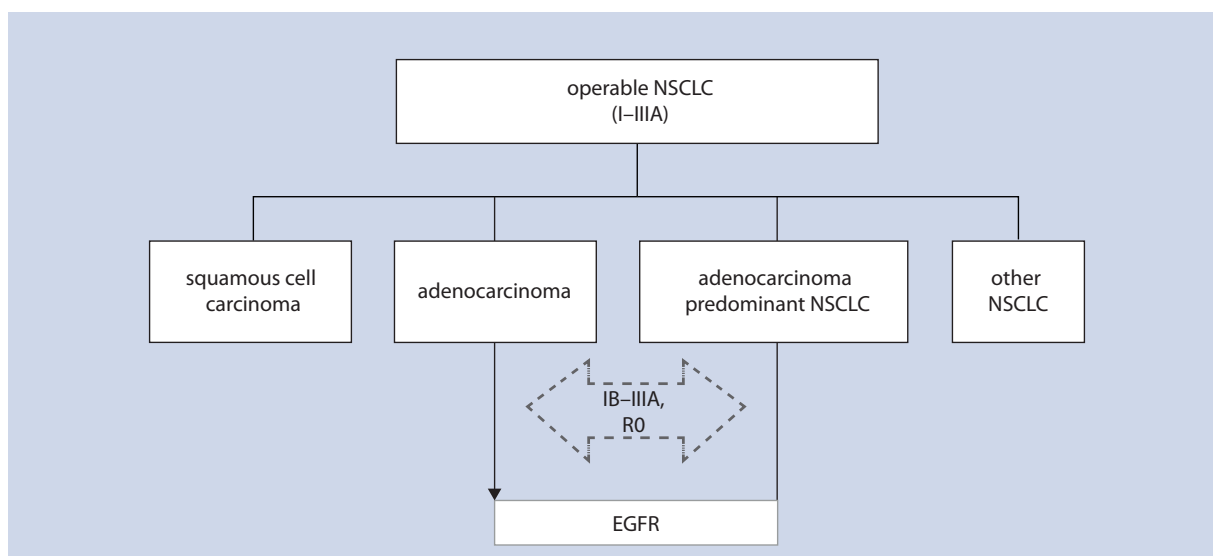 operable NSCLC
(I–IIIA)
squamous cell
carcinoma
adenocarcinoma
adenocarcinoma
predominant NSCLC
other
NSCLC
IB–IIIA,
R0
EGFR